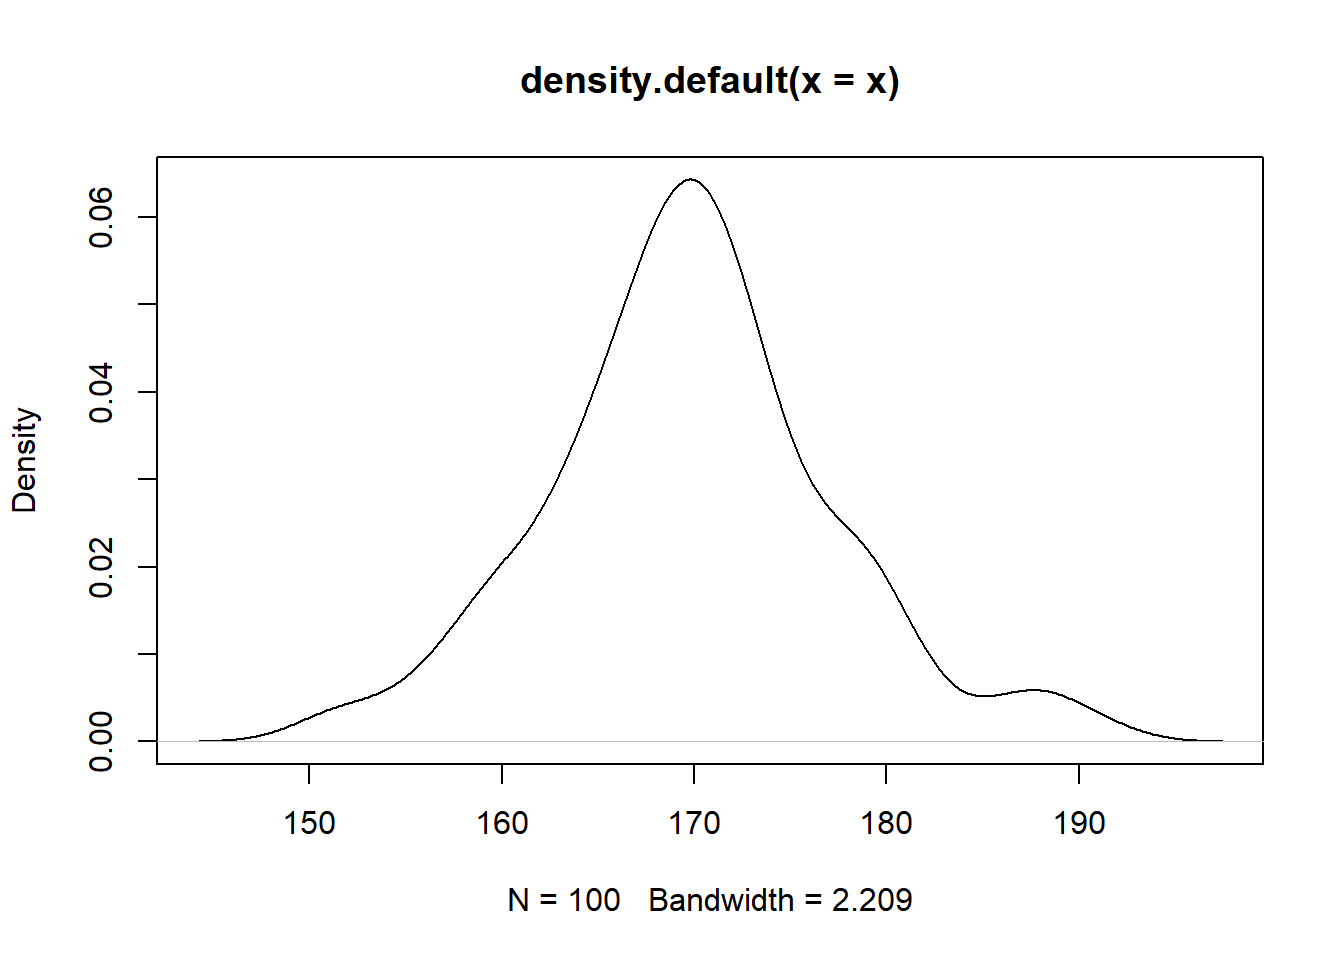 density.default(x = x)
Density
0.06
0.04
0.02
0.00
150 160 170 180 190
N = 100 Bandwidth = 2.209